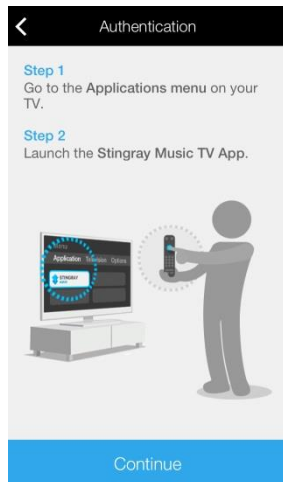 Authentication
Step 1
Go to the Applications menu on your
TV.
Step 2
Launch the Stingray Music TV App.
Menu
Application Television Options
STINGRAY
Continue